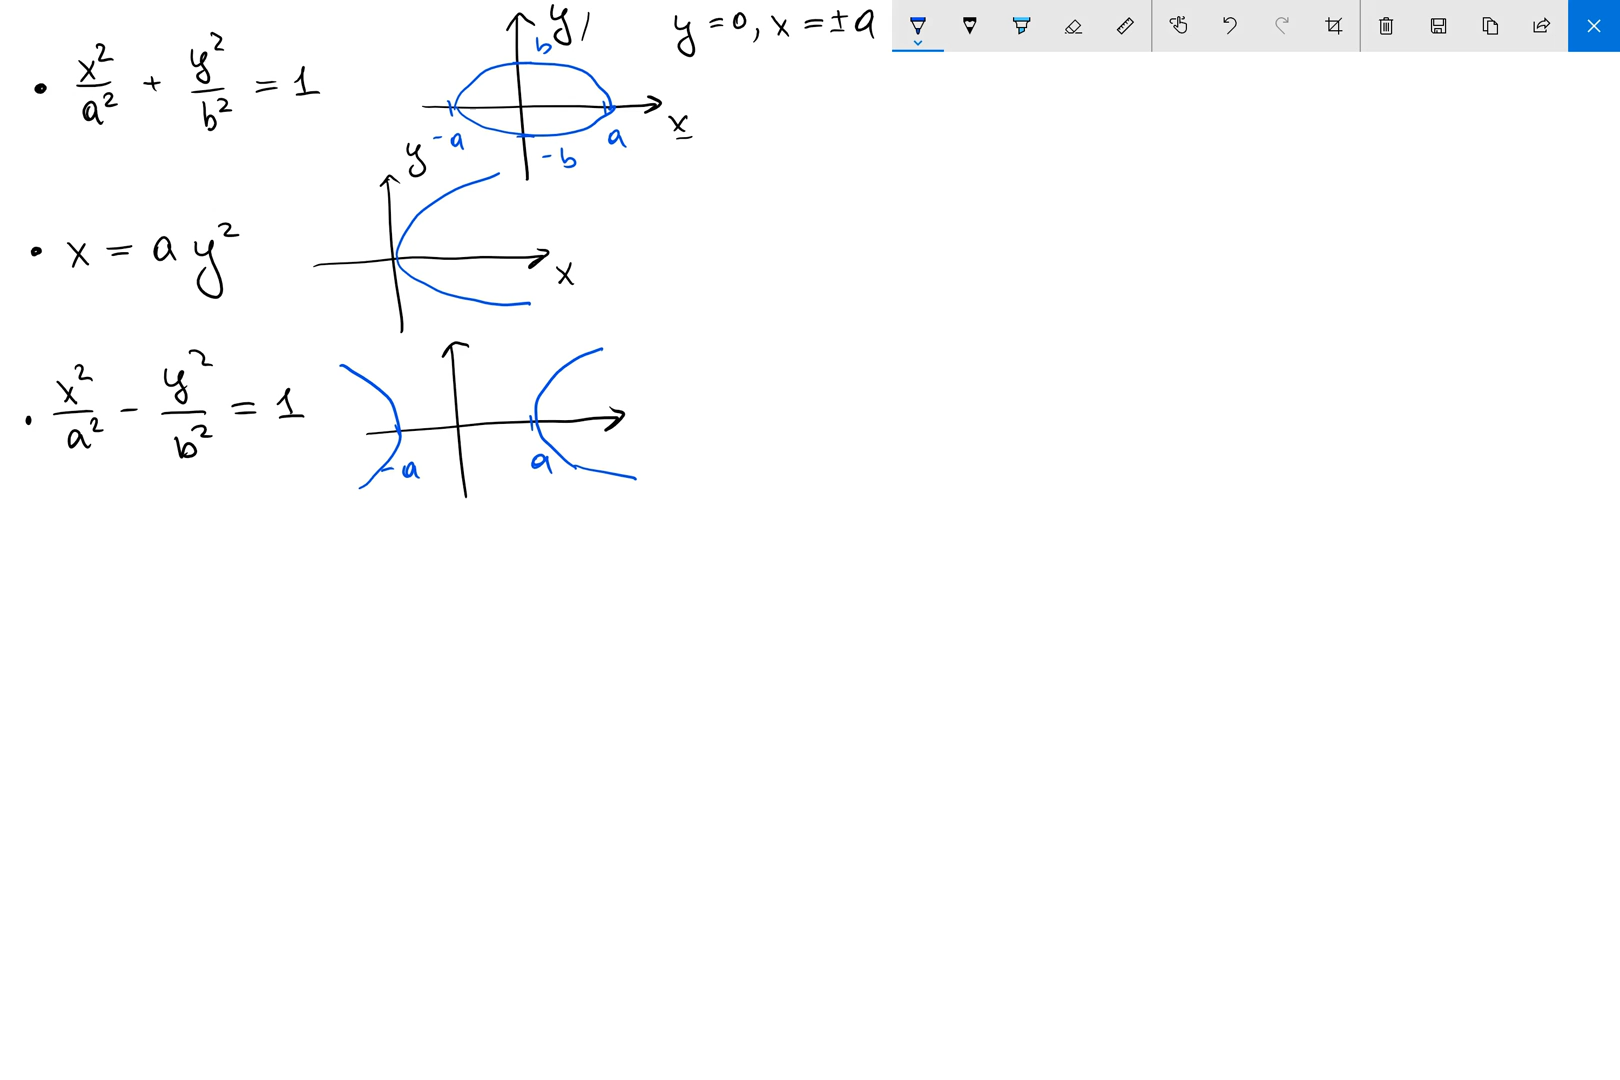 • x²/a² + y²/b² = 1
y
b
-a
a
-b
x
y = 0, x = ± a
• x = a y²
y
x
• x²/a² - y²/b² = 1
-a
a